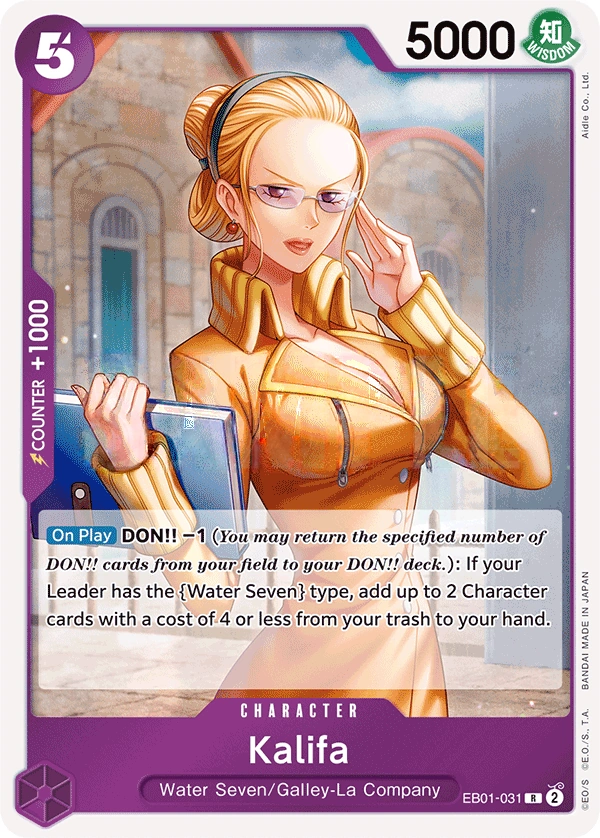 5
5000
知
WISDOM
Aidle Co., Ltd.
COUNTER +1000
On Play DON!! −1 (You may return the specified number of
DON!! cards from your field to your DON!! deck.): If your
Leader has the {Water Seven} type, add up to 2 Character
cards with a cost of 4 or less from your trash to your hand.
CHARACTER
Kalifa
Water Seven/Galley-La Company
EB01-031 R 2
©E.O/S ©E.O./S., T.A. BANDAI MADE IN JAPAN